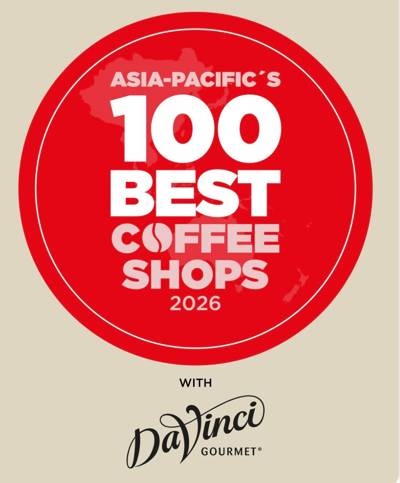 ASIA-PACIFIC´S
100
BEST
COFFEE
SHOPS
2026
WITH
DaVinci
GOURMET®